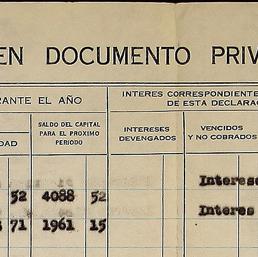 EN DOCUMENTO PRIV
RANTE EL AÑO
INTERES CORRESPONDIENTE
DE ESTA DECLARAC
DAD
SALDO DEL CAPITAL
PARA EL PROXIMO
PERIODO
INTERESES
DEVENGADOS
VENCIDOS
Y NO COBRADOS
52 4088 52 Interese
71 1961 15 Interes